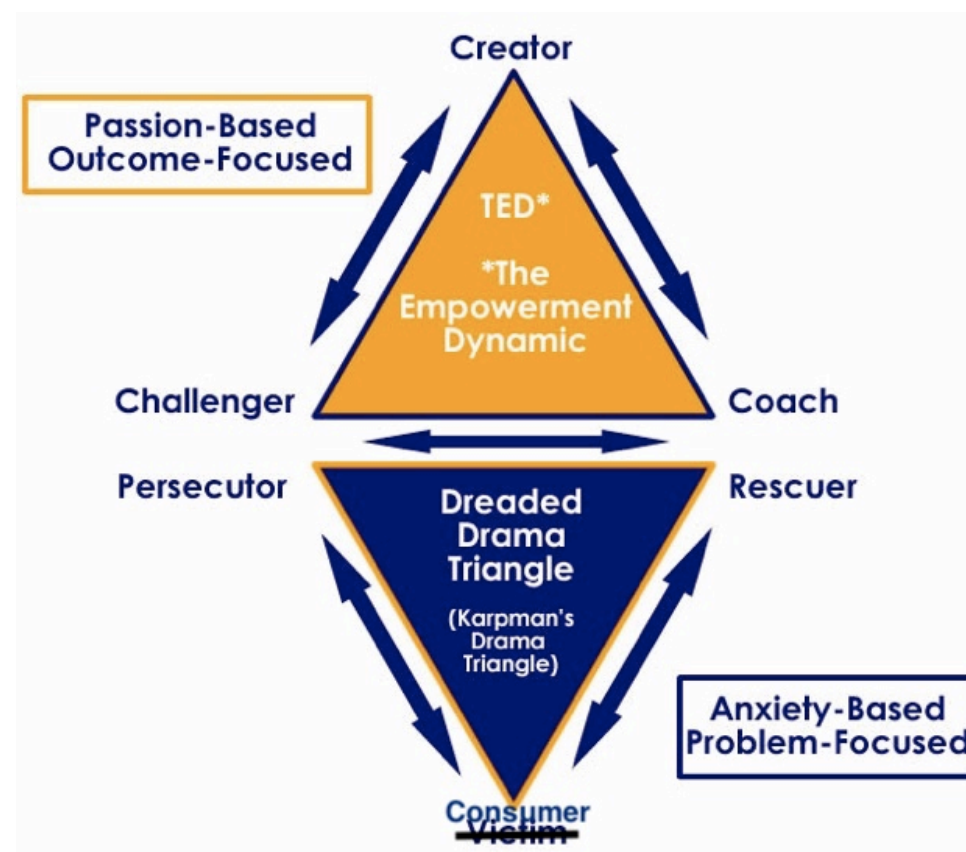 Creator
Passion-Based
Outcome-Focused
TED*
*The
Empowerment
Dynamic
Challenger
Coach
Persecutor
Rescuer
Dreaded
Drama
Triangle
(Karpman's
Drama
Triangle)
Anxiety-Based
Problem-Focused
Consumer
Victim